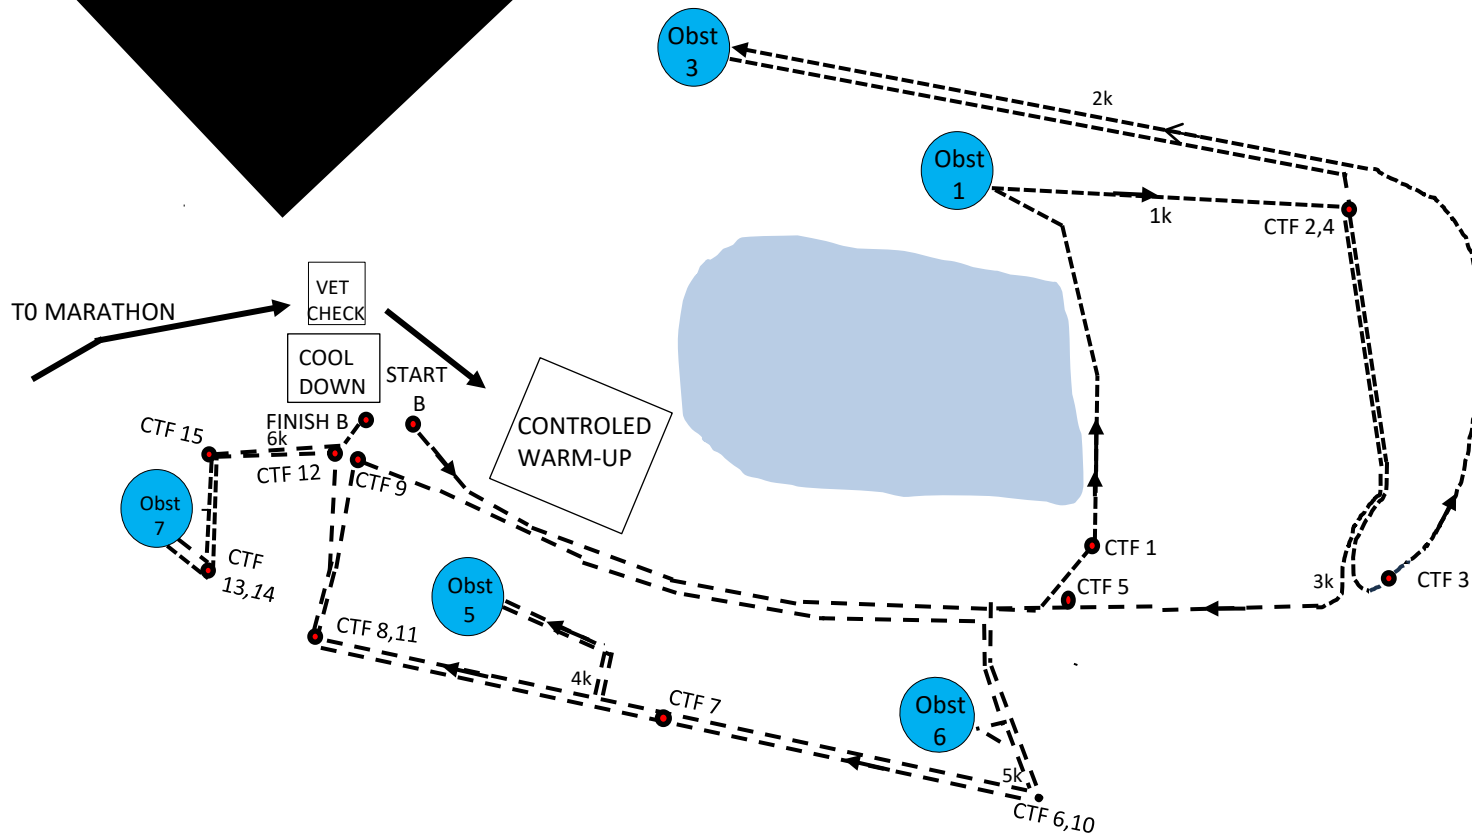 Obst
3
2k
Obst
1
1k
CTF 2,4
VET
CHECK
T0 MARATHON
COOL
DOWN
START
B
FINISH B
CONTROLED
WARM-UP
CTF 15
6k
CTF 12
CTF 9
Obst
7
CTF
13,14
CTF 1
CTF 5
3k
CTF 3
Obst
5
CTF 8,11
4k
CTF 7
Obst
6
5k
CTF 6,10